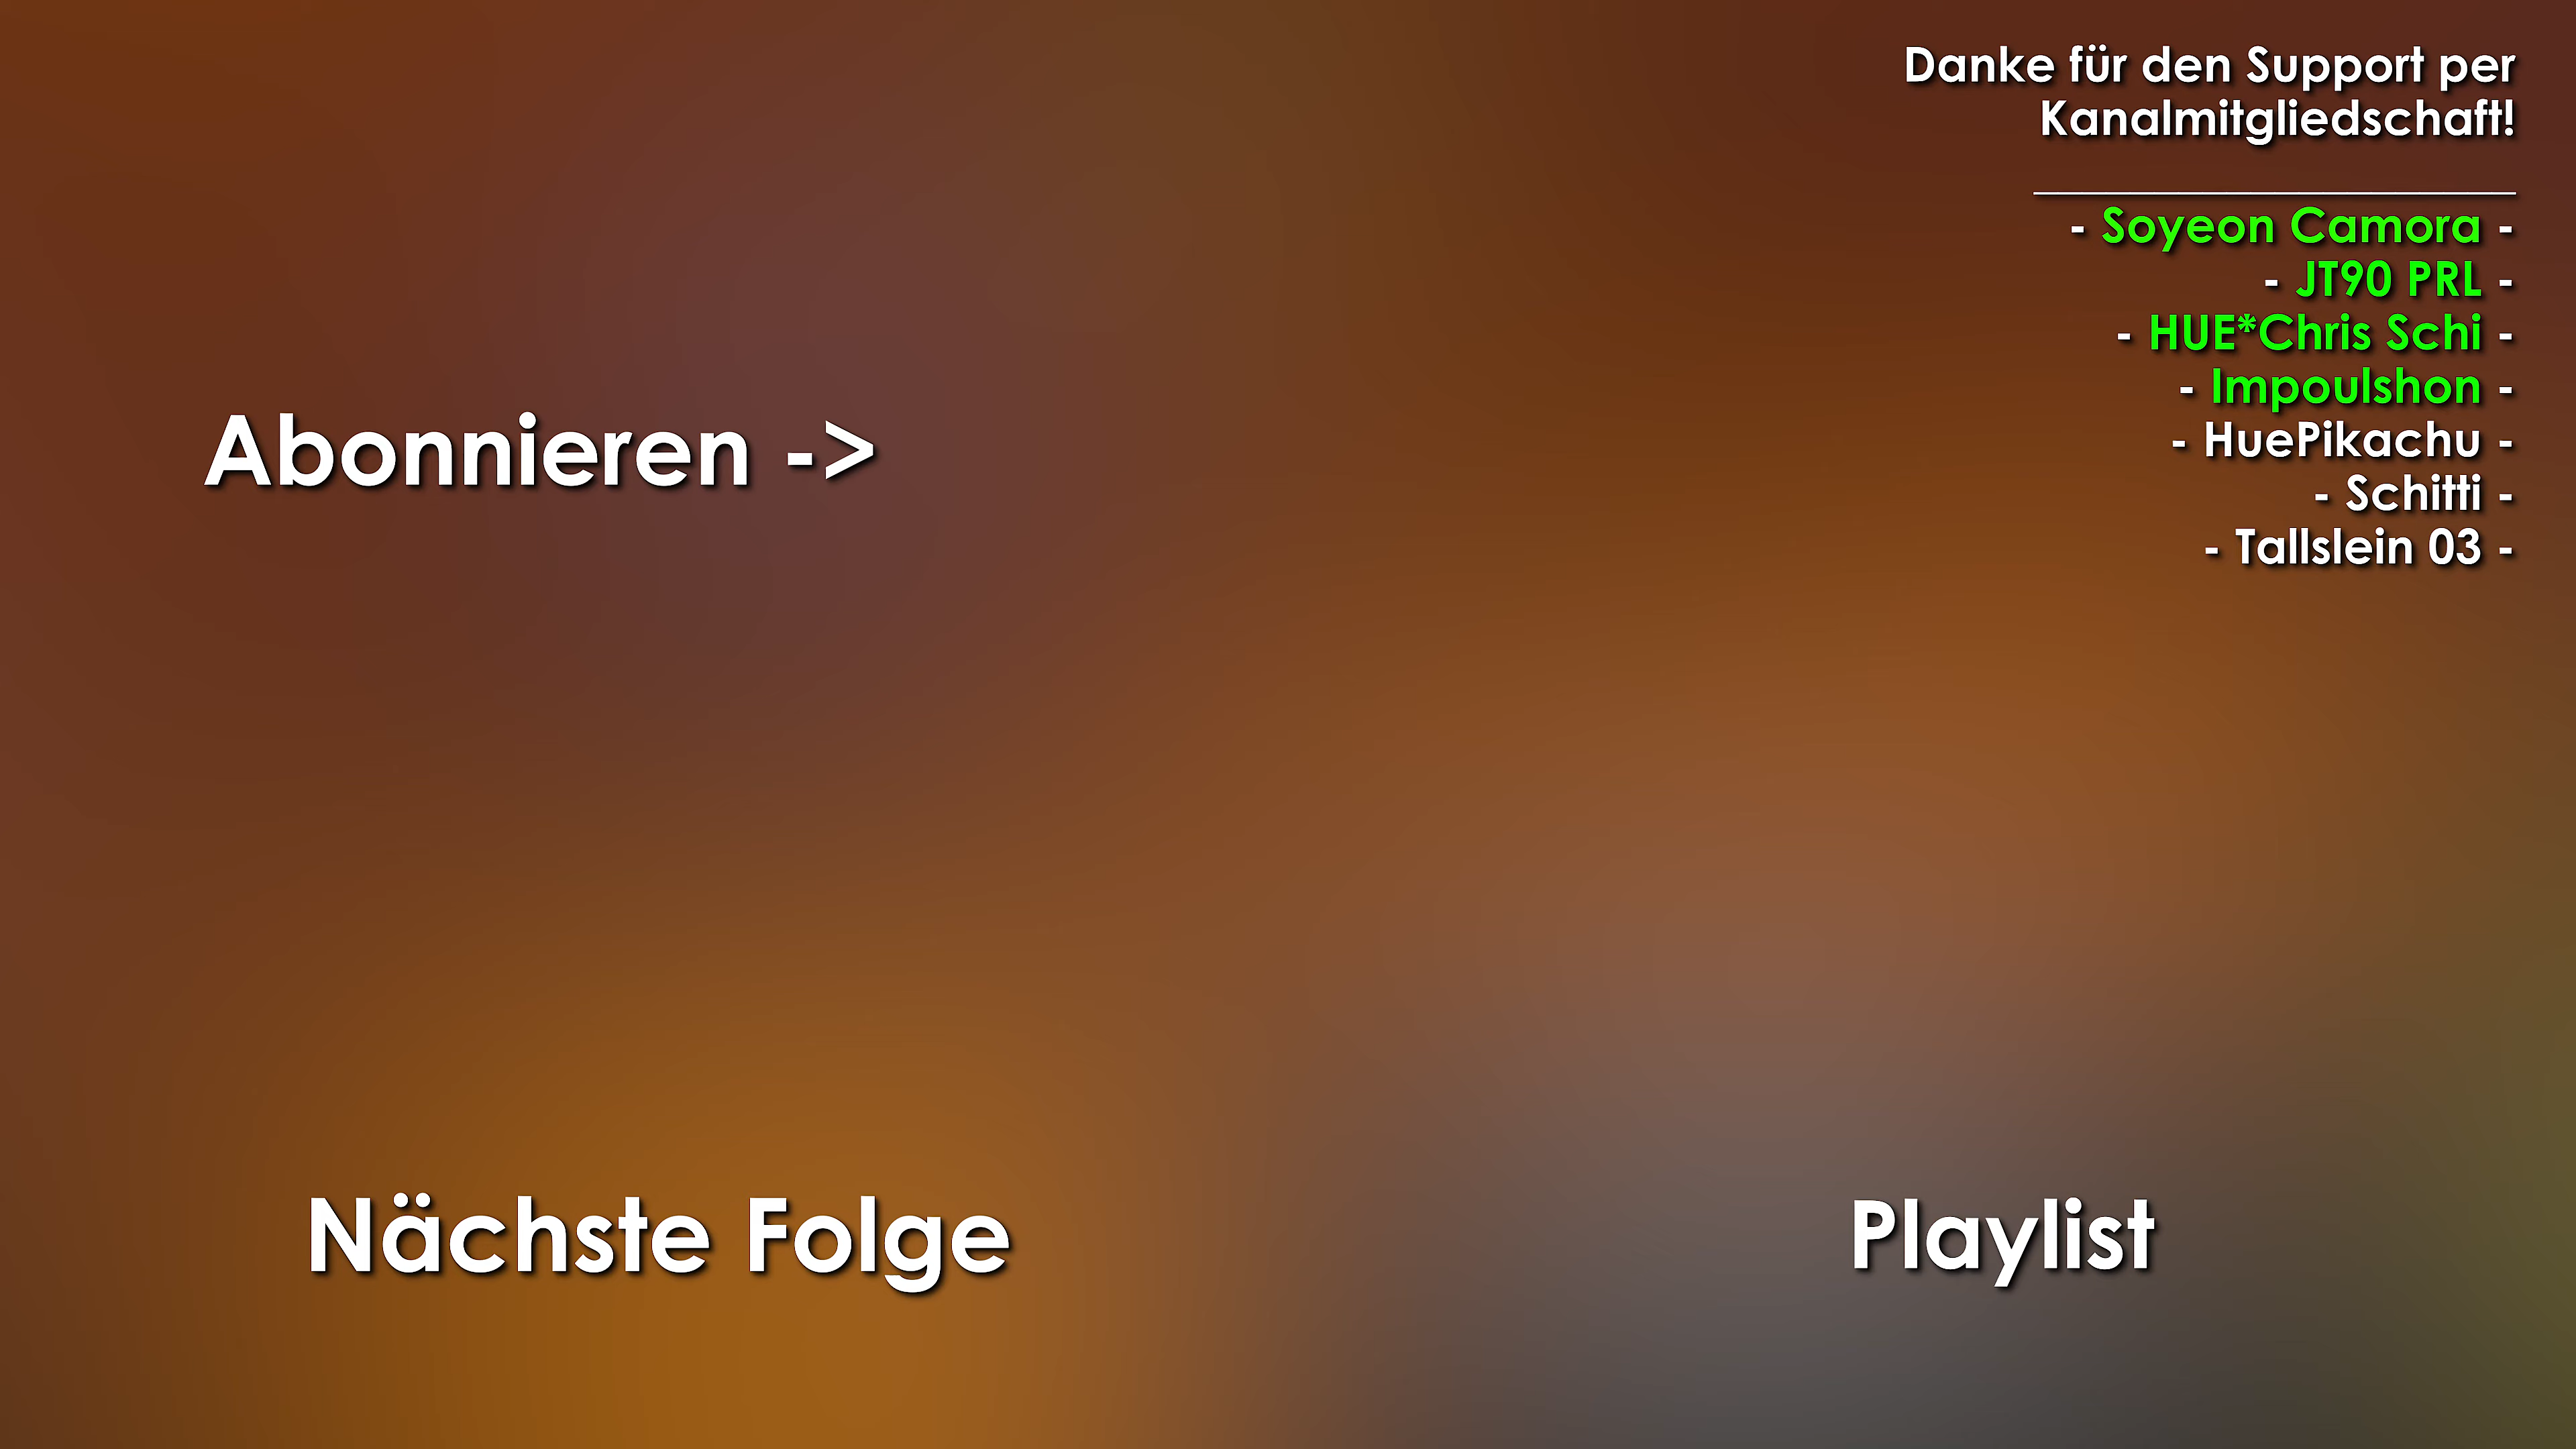 Danke für den Support per
Kanalmitgliedschaft!
- Soyeon Camora -
- JT90 PRL -
- HUE*Chris Schi -
- Impoulshon -
- HuePikachu -
- Schitti -
- Tallslein 03 -
Abonnieren ->
Nächste Folge
Playlist